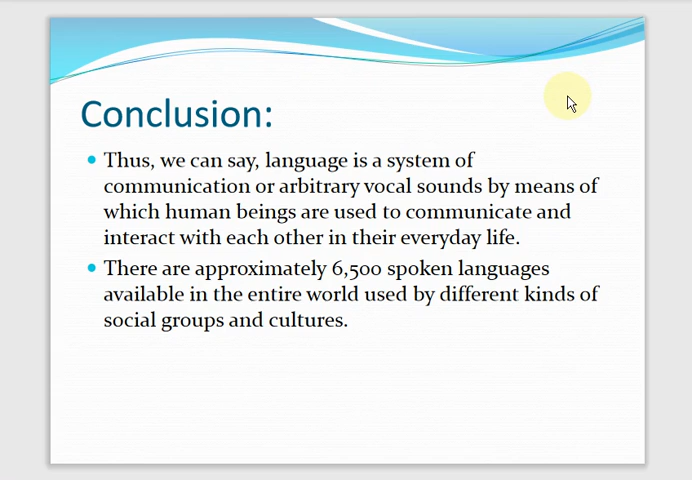 Conclusion:
• Thus, we can say, language is a system of
communication or arbitrary vocal sounds by means of
which human beings are used to communicate and
interact with each other in their everyday life.
• There are approximately 6,500 spoken languages
available in the entire world used by different kinds of
social groups and cultures.